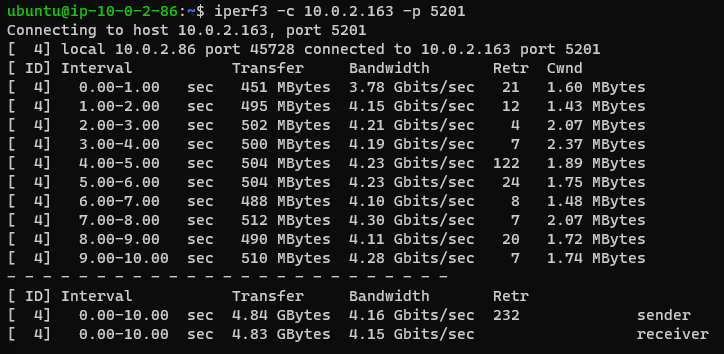 ubuntu@ip-10-0-2-86:~$ iperf3 -c 10.0.2.163 -p 5201
Connecting to host 10.0.2.163, port 5201
[  4] local 10.0.2.86 port 45728 connected to 10.0.2.163 port 5201
[ ID] Interval           Transfer     Bandwidth       Retr  Cwnd
[  4]   0.00-1.00   sec   451 MBytes  3.78 Gbits/sec   21   1.60 MBytes
[  4]   1.00-2.00   sec   495 MBytes  4.15 Gbits/sec   12   1.43 MBytes
[  4]   2.00-3.00   sec   502 MBytes  4.21 Gbits/sec    4   2.07 MBytes
[  4]   3.00-4.00   sec   500 MBytes  4.19 Gbits/sec    7   2.37 MBytes
[  4]   4.00-5.00   sec   504 MBytes  4.23 Gbits/sec  122   1.89 MBytes
[  4]   5.00-6.00   sec   504 MBytes  4.23 Gbits/sec   24   1.75 MBytes
[  4]   6.00-7.00   sec   488 MBytes  4.10 Gbits/sec    8   1.48 MBytes
[  4]   7.00-8.00   sec   512 MBytes  4.30 Gbits/sec    7   2.07 MBytes
[  4]   8.00-9.00   sec   490 MBytes  4.11 Gbits/sec   20   1.72 MBytes
[  4]   9.00-10.00  sec   510 MBytes  4.28 Gbits/sec    7   1.74 MBytes
- - - - - - - - - - - - - - - - - - - - - - - - -
[ ID] Interval           Transfer     Bandwidth       Retr
[  4]   0.00-10.00  sec  4.84 GBytes  4.16 Gbits/sec  232             sender
[  4]   0.00-10.00  sec  4.83 GBytes  4.15 Gbits/sec                  receiver